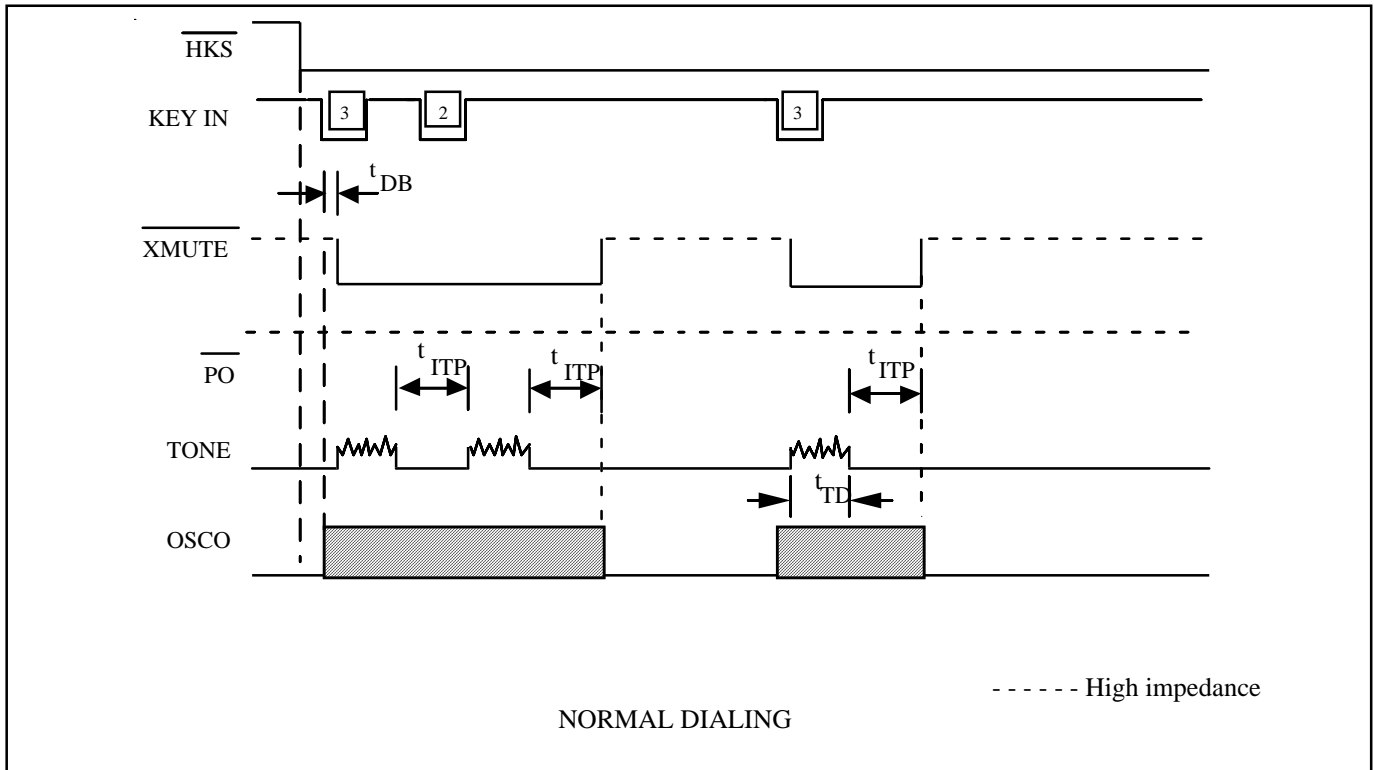 HKS
KEY IN
3
2
3
tDB
XMUTE
PO
tITP
tITP
tITP
TONE
tTD
OSCO
- - - - - - High impedance
NORMAL DIALING